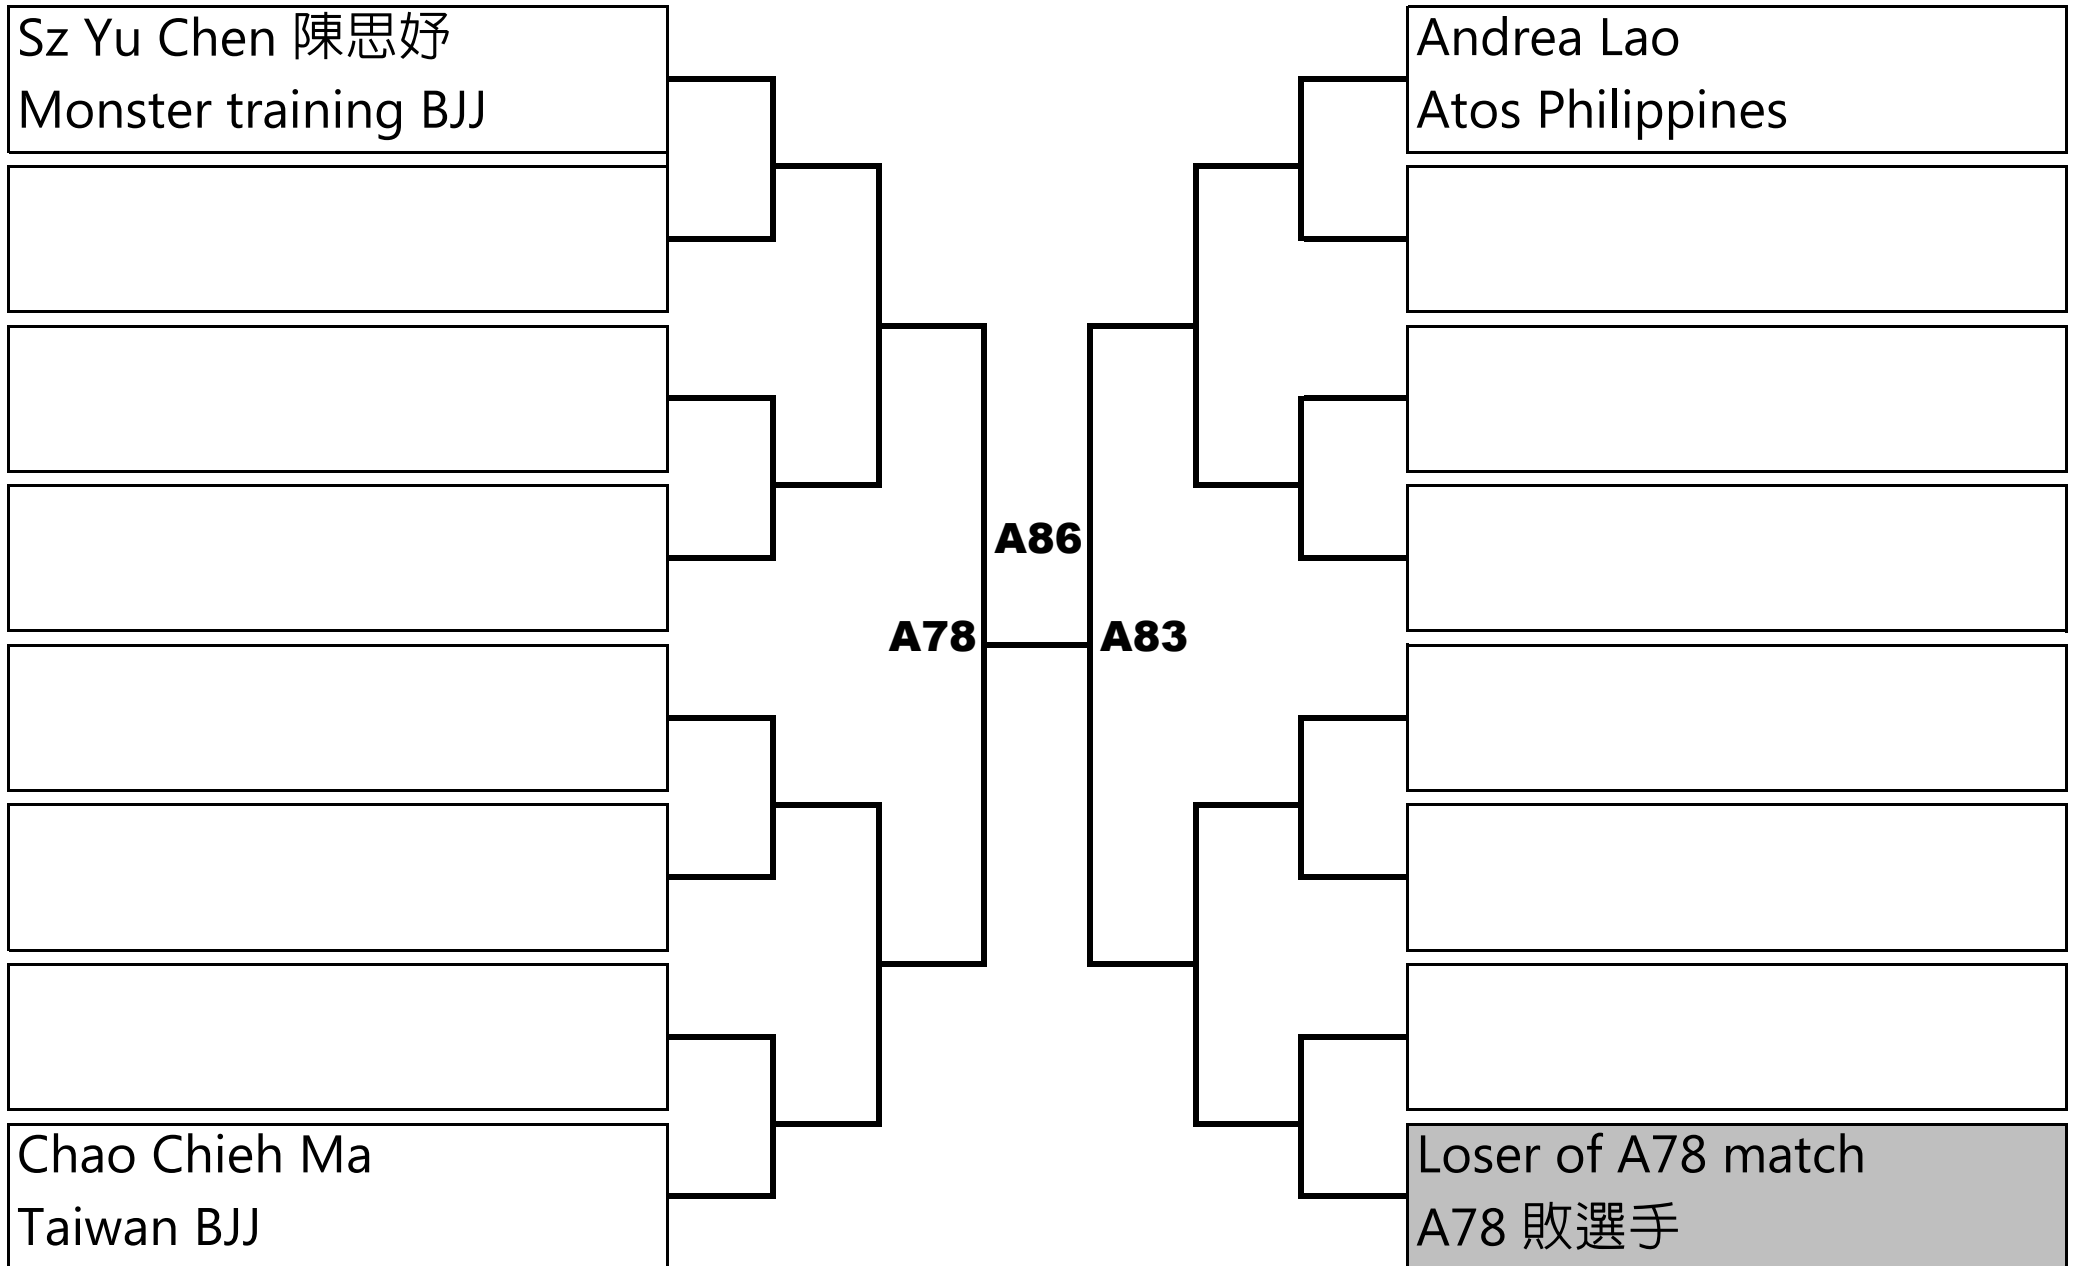 Sz Yu Chen 陳思妤
Monster training BJJ
Andrea Lao
Atos Philippines
A86
A78
A83
Chao Chieh Ma
Taiwan BJJ
Loser of A78 match
A78 敗選手